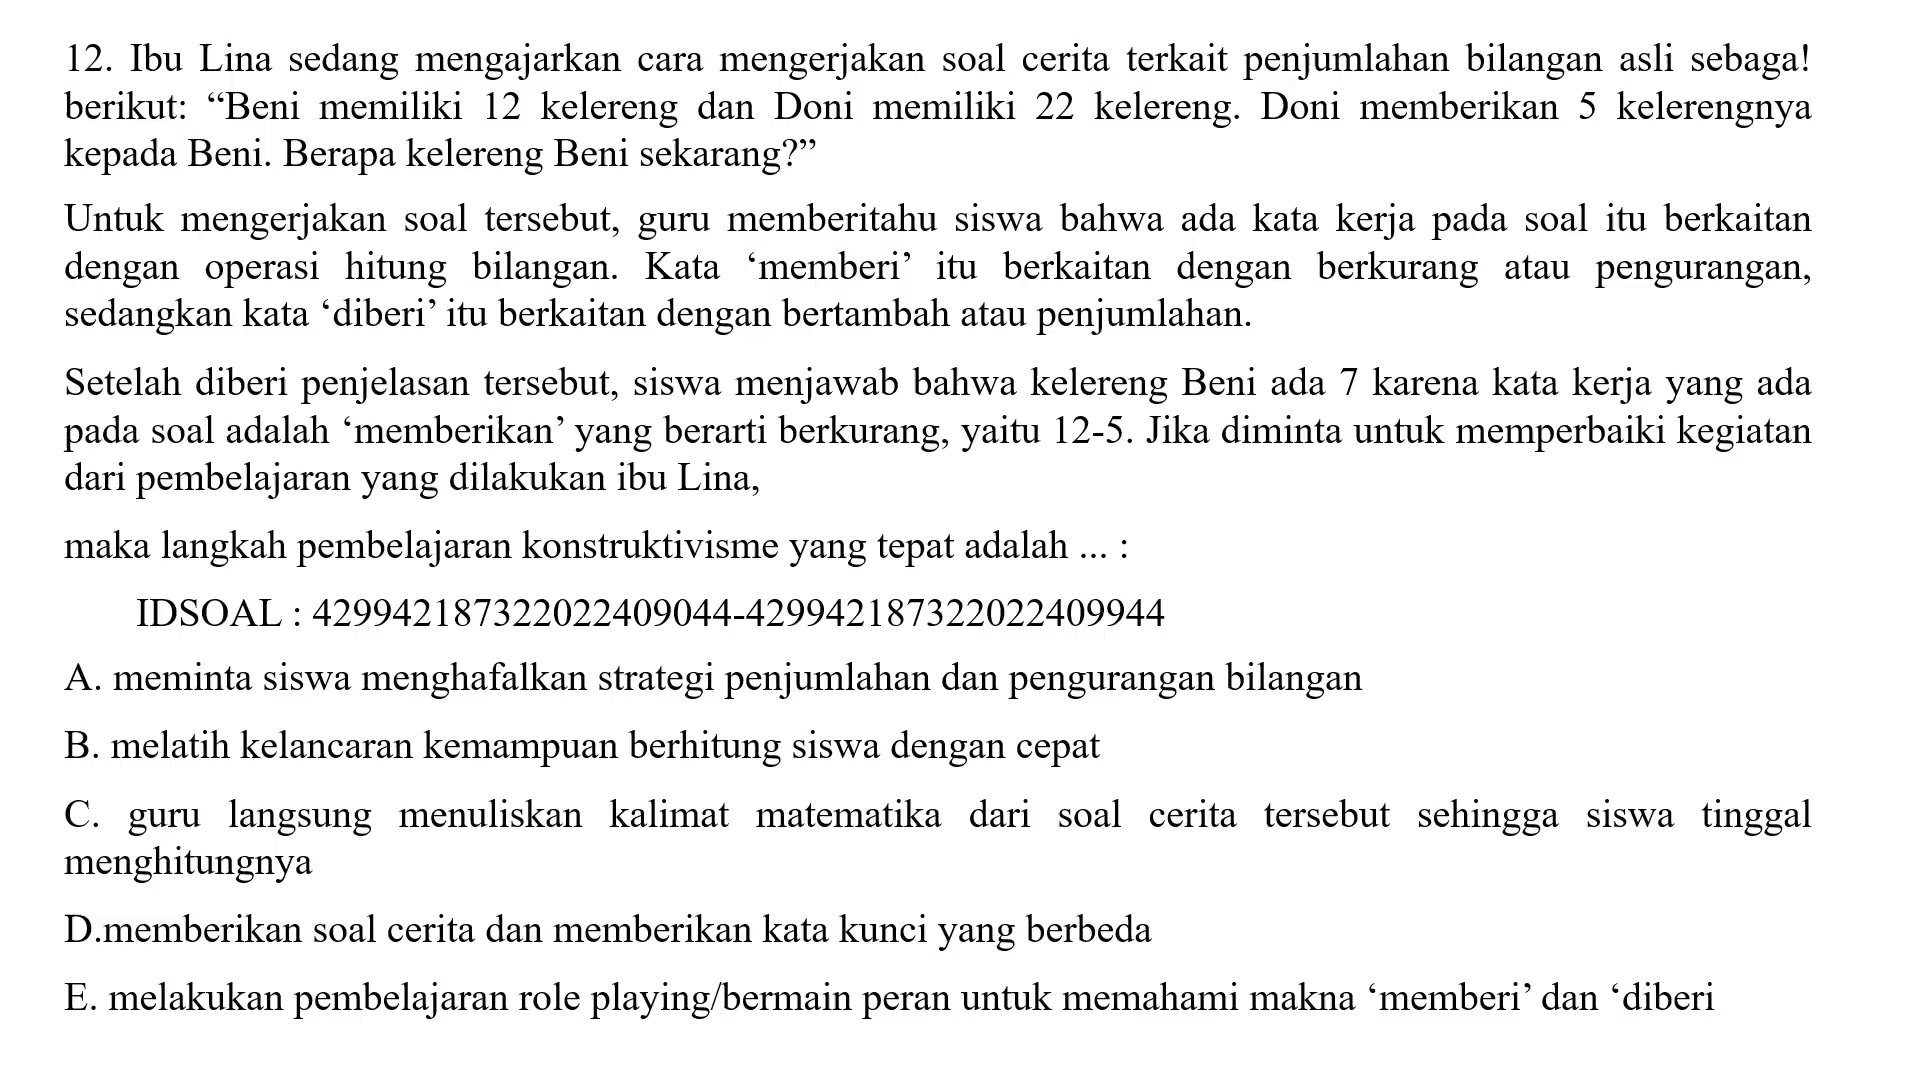 12. Ibu Lina sedang mengajarkan cara mengerjakan soal cerita terkait penjumlahan bilangan asli sebaga!
berikut: “Beni memiliki 12 kelereng dan Doni memiliki 22 kelereng. Doni memberikan 5 kelerengnya
kepada Beni. Berapa kelereng Beni sekarang?”
Untuk mengerjakan soal tersebut, guru memberitahu siswa bahwa ada kata kerja pada soal itu berkaitan
dengan operasi hitung bilangan. Kata ‘memberi’ itu berkaitan dengan berkurang atau pengurangan,
sedangkan kata ‘diberi’ itu berkaitan dengan bertambah atau penjumlahan.
Setelah diberi penjelasan tersebut, siswa menjawab bahwa kelereng Beni ada 7 karena kata kerja yang ada
pada soal adalah ‘memberikan’ yang berarti berkurang, yaitu 12-5. Jika diminta untuk memperbaiki kegiatan
dari pembelajaran yang dilakukan ibu Lina,
maka langkah pembelajaran konstruktivisme yang tepat adalah ... :
IDSOAL : 429942187322022409044-429942187322022409944
A. meminta siswa menghafalkan strategi penjumlahan dan pengurangan bilangan
B. melatih kelancaran kemampuan berhitung siswa dengan cepat
C. guru langsung menuliskan kalimat matematika dari soal cerita tersebut sehingga siswa tinggal
menghitungnya
D.memberikan soal cerita dan memberikan kata kunci yang berbeda
E. melakukan pembelajaran role playing/bermain peran untuk memahami makna ‘memberi’ dan ‘diberi